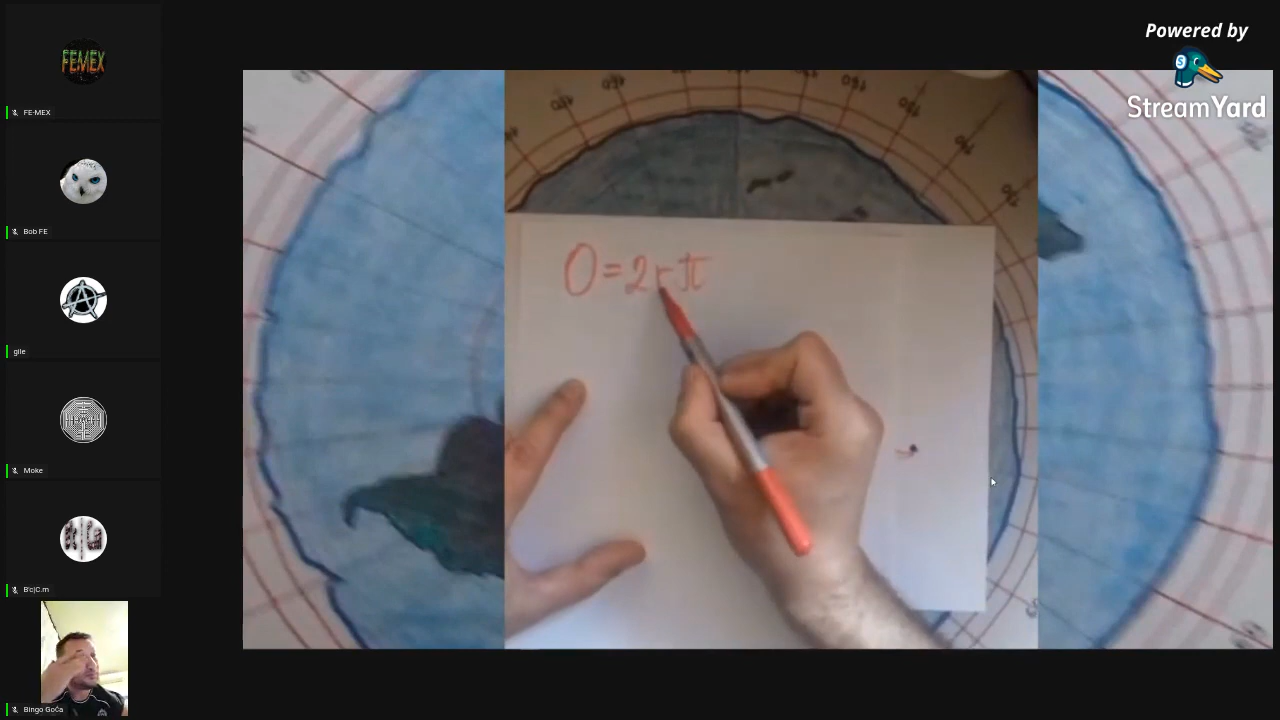 Powered by
StreamYard
FEMEX
FE-MEX
Bob FE
gile
Moke
B'c|C.m
Bingo Goča
O=2rπ